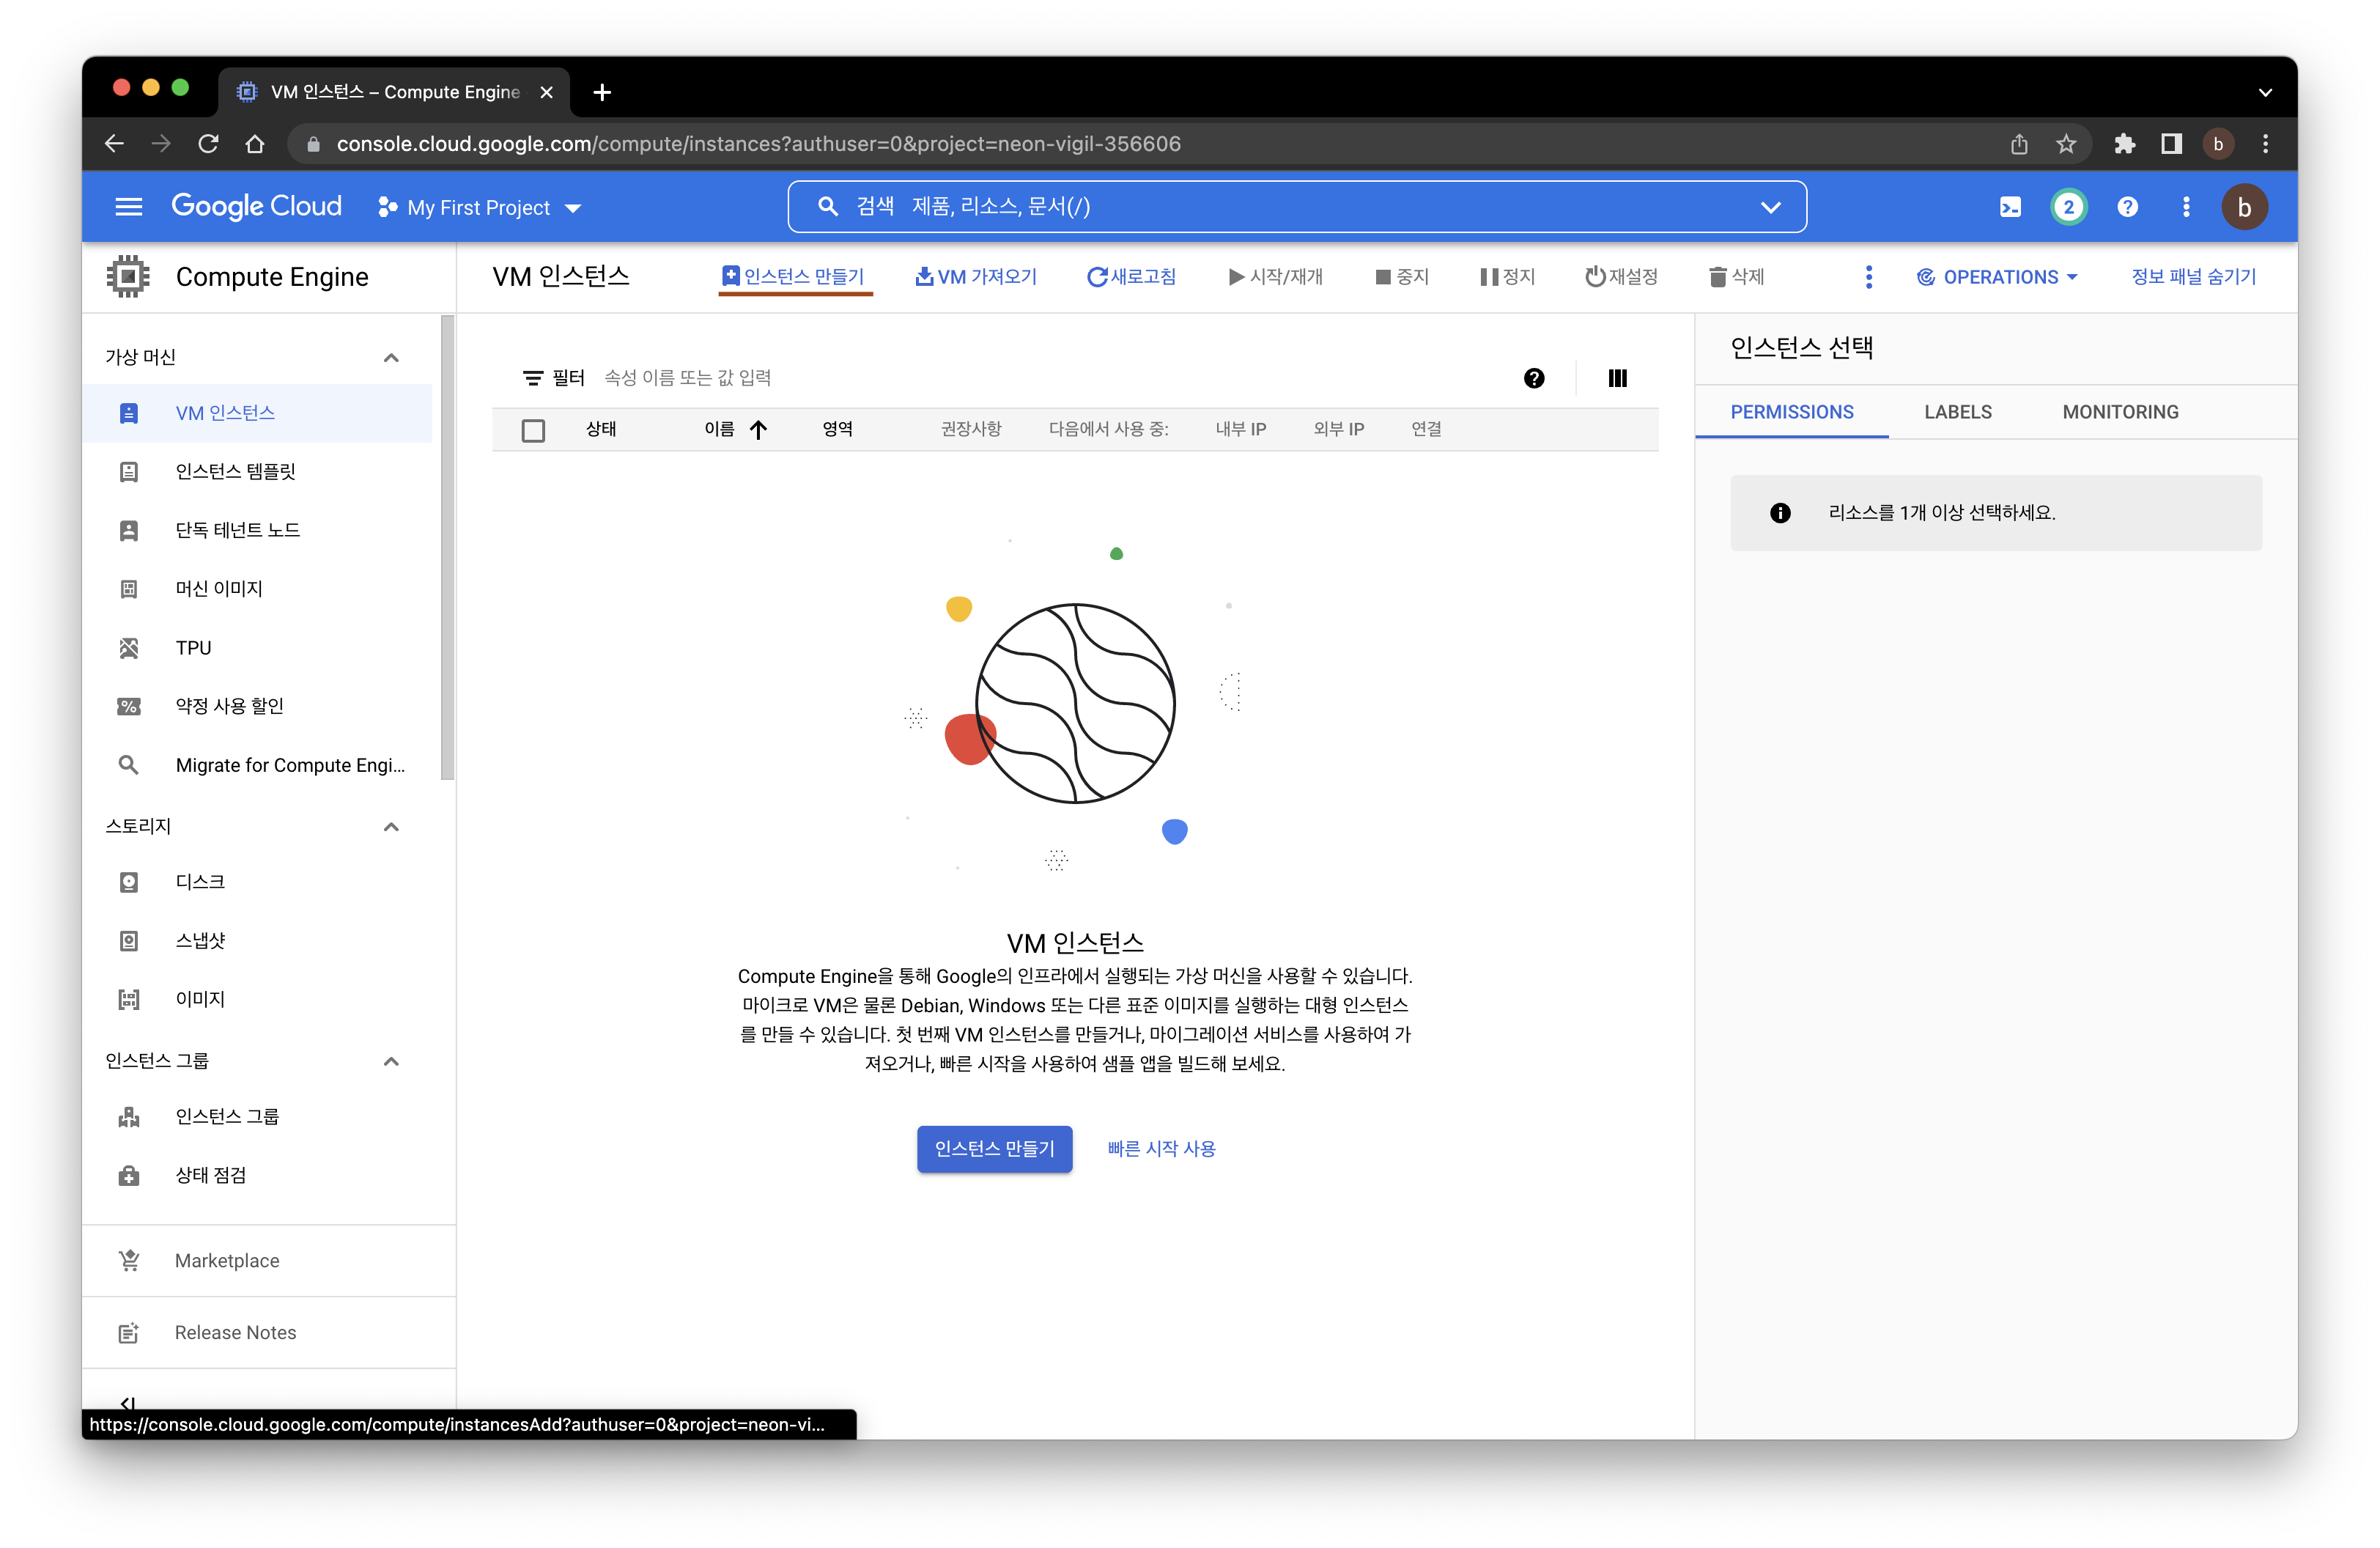 VM 인스턴스 – Compute Engine
console.cloud.google.com/compute/instances?authuser=0&project=neon-vigil-356606
b
Google Cloud
My First Project
검색 제품, 리소스, 문서(/)
2
b
Compute Engine
VM 인스턴스
인스턴스 만들기
VM 가져오기
새로고침
시작/재개
중지
정지
재설정
삭제
OPERATIONS
정보 패널 숨기기
가상 머신
VM 인스턴스
인스턴스 템플릿
단독 테넌트 노드
머신 이미지
TPU
약정 사용 할인
Migrate for Compute Engi...
스토리지
디스크
스냅샷
이미지
인스턴스 그룹
인스턴스 그룹
상태 점검
Marketplace
Release Notes
필터 속성 이름 또는 값 입력
상태 이름 영역 권장사항 다음에서 사용 중: 내부 IP 외부 IP 연결
VM 인스턴스
Compute Engine을 통해 Google의 인프라에서 실행되는 가상 머신을 사용할 수 있습니다.
마이크로 VM은 물론 Debian, Windows 또는 다른 표준 이미지를 실행하는 대형 인스턴스
를 만들 수 있습니다. 첫 번째 VM 인스턴스를 만들거나, 마이그레이션 서비스를 사용하여 가
져오거나, 빠른 시작을 사용하여 샘플 앱을 빌드해 보세요.
인스턴스 만들기
빠른 시작 사용
인스턴스 선택
PERMISSIONS LABELS MONITORING
리소스를 1개 이상 선택하세요.
https://console.cloud.google.com/compute/instancesAdd?authuser=0&project=neon-vi...